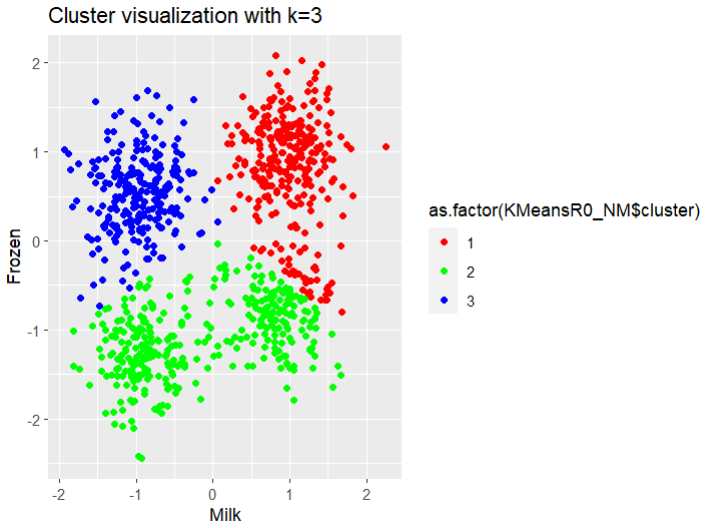 Cluster visualization with k=3
Frozen
2
1
0
-1
-2
-2 -1 0 1 2
Milk
as.factor(KMeansR0_NM$cluster)
1
2
3